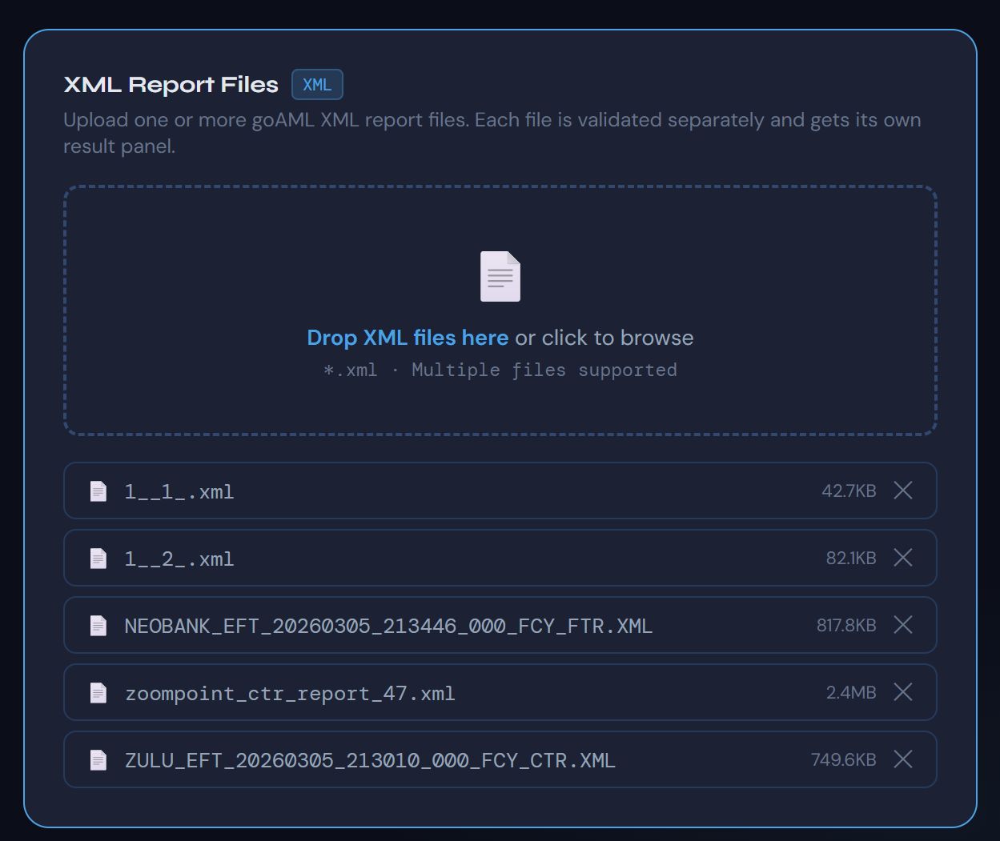 XML Report Files XML
Upload one or more goAML XML report files. Each file is validated separately and gets its own
result panel.
Drop XML files here or click to browse
*.xml · Multiple files supported
1__1_.xml 42.7KB
1__2_.xml 82.1KB
NEOBANK_EFT_20260305_213446_000_FCY_FTR.XML 817.8KB
zoompoint_ctr_report_47.xml 2.4MB
ZULU_EFT_20260305_213010_000_FCY_CTR.XML 749.6KB